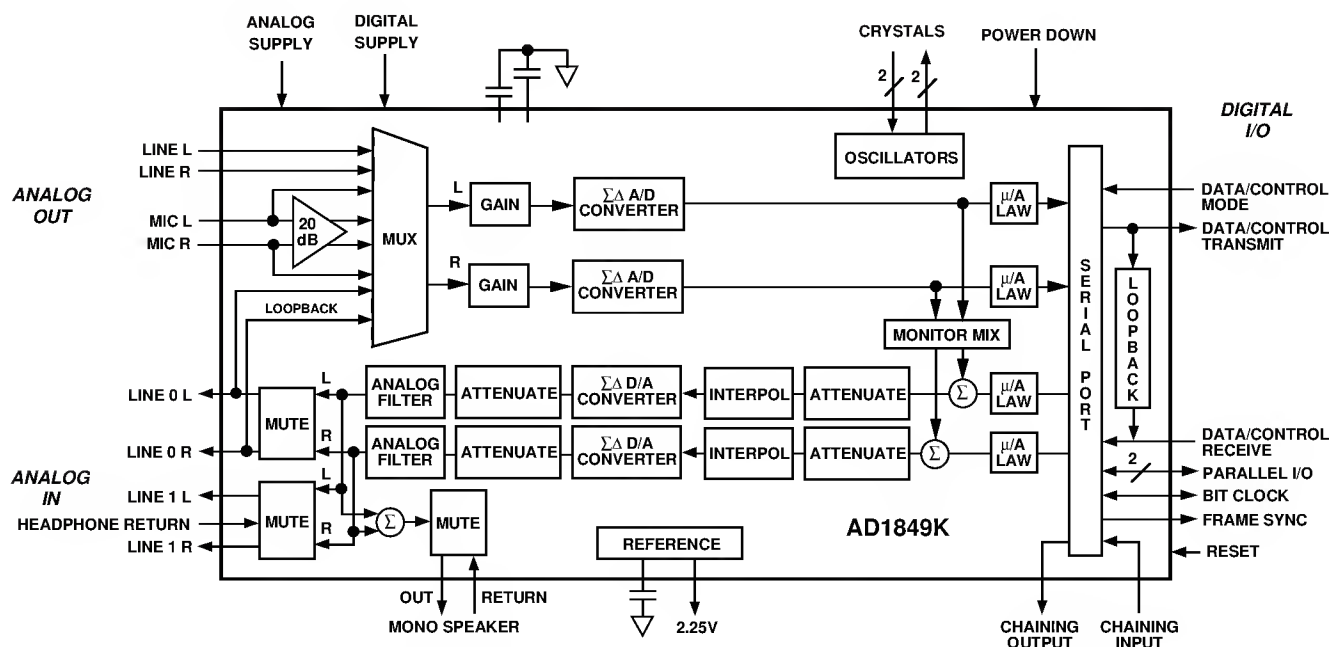 ANALOG
SUPPLY
DIGITAL
SUPPLY
CRYSTALS
POWER DOWN
2
2
DIGITAL
I/O
ANALOG
OUT
LINE L
LINE R
MIC L
MIC R
20
dB
LOOPBACK
MUX
L
GAIN
ΣΔ A/D
CONVERTER
R
GAIN
ΣΔ A/D
CONVERTER
OSCILLATORS
μ/A
LAW
μ/A
LAW
MONITOR MIX
SERIAL PORT
DATA/CONTROL
MODE
DATA/CONTROL
TRANSMIT
LOOPBACK
LINE 0 L
LINE 0 R
MUTE
L
R
ANALOG
FILTER
ATTENUATE
ΣΔ D/A
CONVERTER
INTERPOL
ATTENUATE
Σ
μ/A
LAW
ANALOG
FILTER
ATTENUATE
ΣΔ D/A
CONVERTER
INTERPOL
ATTENUATE
Σ
μ/A
LAW
DATA/CONTROL
RECEIVE
2
PARALLEL I/O
BIT CLOCK
FRAME SYNC
RESET
ANALOG
IN
LINE 1 L
HEADPHONE RETURN
LINE 1 R
MUTE
L
R
Σ
MUTE
REFERENCE
AD1849K
OUT
RETURN
MONO SPEAKER
2.25V
CHAINING
OUTPUT
CHAINING
INPUT